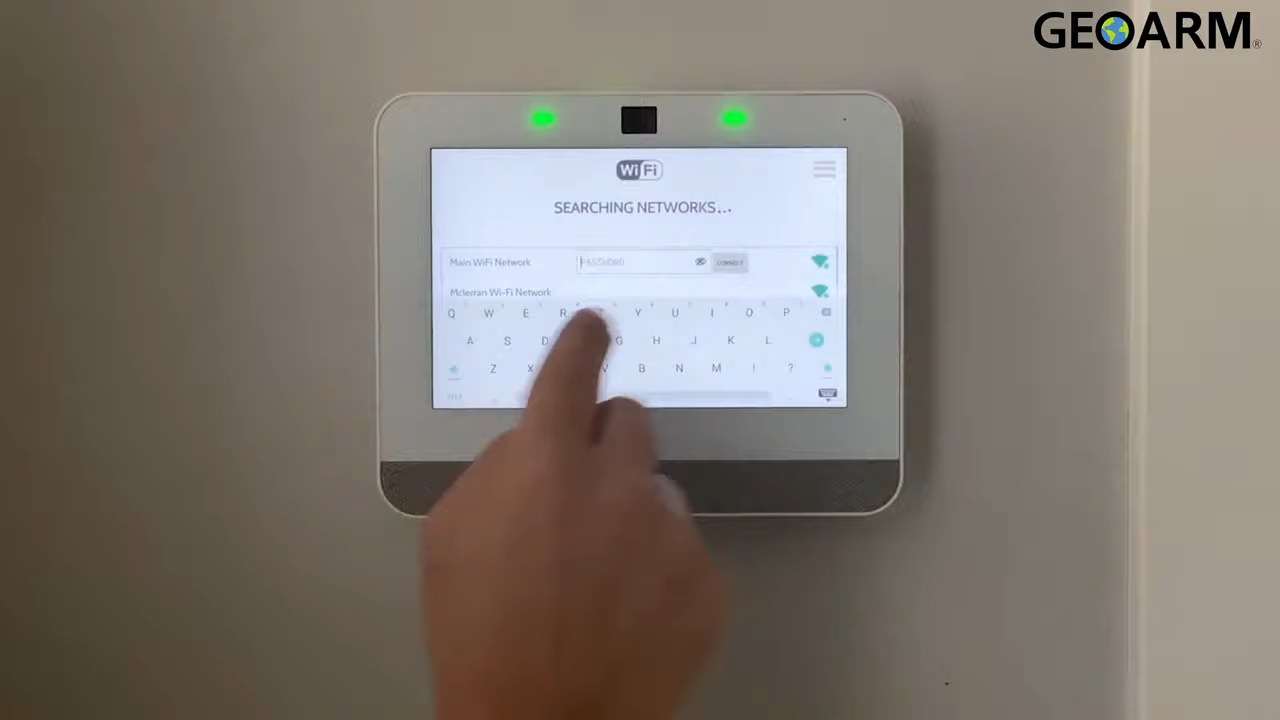 GEOARM®
WiFi
SEARCHING NETWORKS...
Main WiFi Network PASSWORD CONNECT
Mclerran Wi-Fi Network
Q W E R Y U I O P
A S D G H J K L
Z X V B N M ! ?